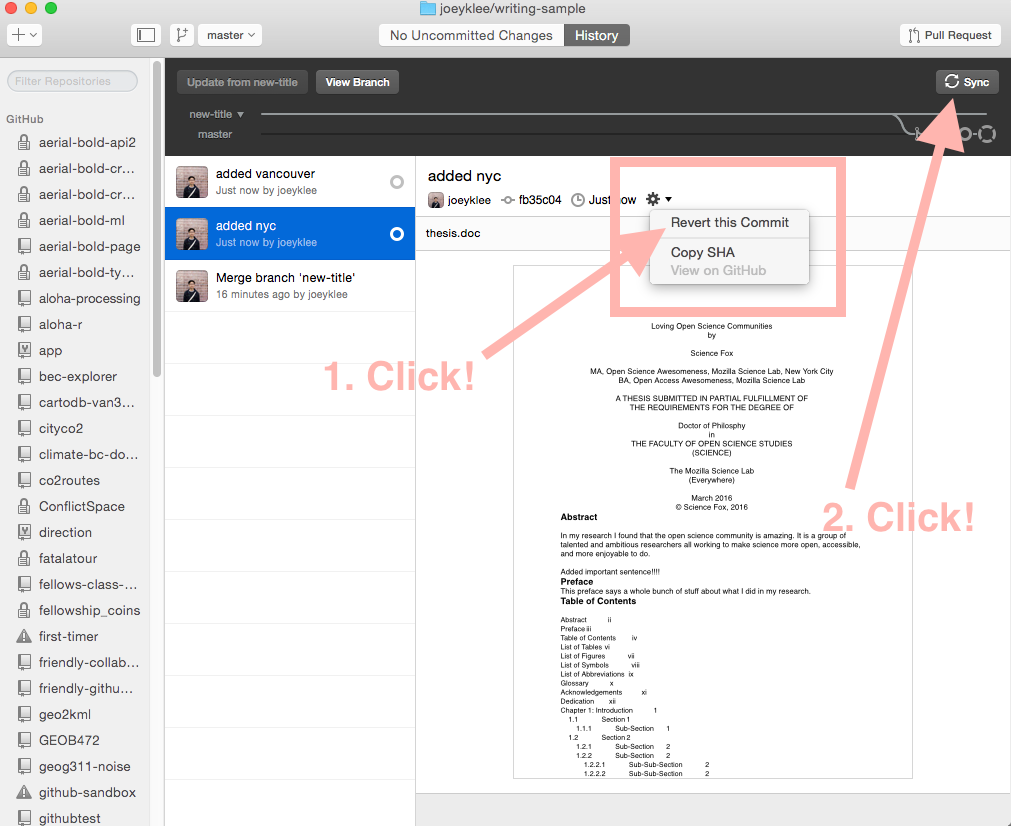 joeyklee/writing-sample
master
No Uncommitted Changes
History
Pull Request
Filter Repositories
GitHub
aerial-bold-api2
aerial-bold-cr...
aerial-bold-cr...
aerial-bold-ml
aerial-bold-page
aerial-bold-ty...
aloha-processing
aloha-r
app
bec-explorer
cartodb-van3...
cityco2
climate-bc-do...
co2routes
ConflictSpace
direction
fatalatour
fellows-class-...
fellowship_coins
first-timer
friendly-collab...
friendly-githu...
geo2kml
GEOB472
geog311-noise
github-sandbox
githubtest
Update from new-title
View Branch
Sync
new-title
master
added vancouver
Just now by joeyklee
added nyc
Just now by joeyklee
Merge branch 'new-title'
16 minutes ago by joeyklee
added nyc
joeyklee fb35c04 Just now
Revert this Commit
Copy SHA
View on GitHub
thesis.doc
1. Click!
2. Click!
Loving Open Science Communities
by
Science Fox
MA, Open Science Awesomeness, Mozilla Science Lab, New York City
BA, Open Access Awesomeness, Mozilla Science Lab
A THESIS SUBMITTED IN PARTIAL FULFILLMENT OF
THE REQUIREMENTS FOR THE DEGREE OF
Doctor of Philosphy
in
THE FACULTY OF OPEN SCIENCE STUDIES
(SCIENCE)
The Mozilla Science Lab
(Everywhere)
March 2016
© Science Fox, 2016
Abstract
In my research I found that the open science community is amazing. It is a group of
talented and ambitious researchers all working to make science more open, accessible,
and more enjoyable to do.
Added important sentence!!!!
Preface
This preface says a whole bunch of stuff about what I did in my research.
Table of Contents
Abstract ii
Preface iii
Table of Contents iv
List of Tables vi
List of Figures vii
List of Symbols viii
List of Abbreviations ix
Glossary x
Acknowledgements xi
Dedication xii
Chapter 1: Introduction 1
1.1 Section 1
1.1.1 Sub-Section 1
1.2 Section 2
1.2.1 Sub-Section 2
1.2.2 Sub-Section 2
1.2.2.1 Sub-Sub-Section 2
1.2.2.2 Sub-Sub-Section 2